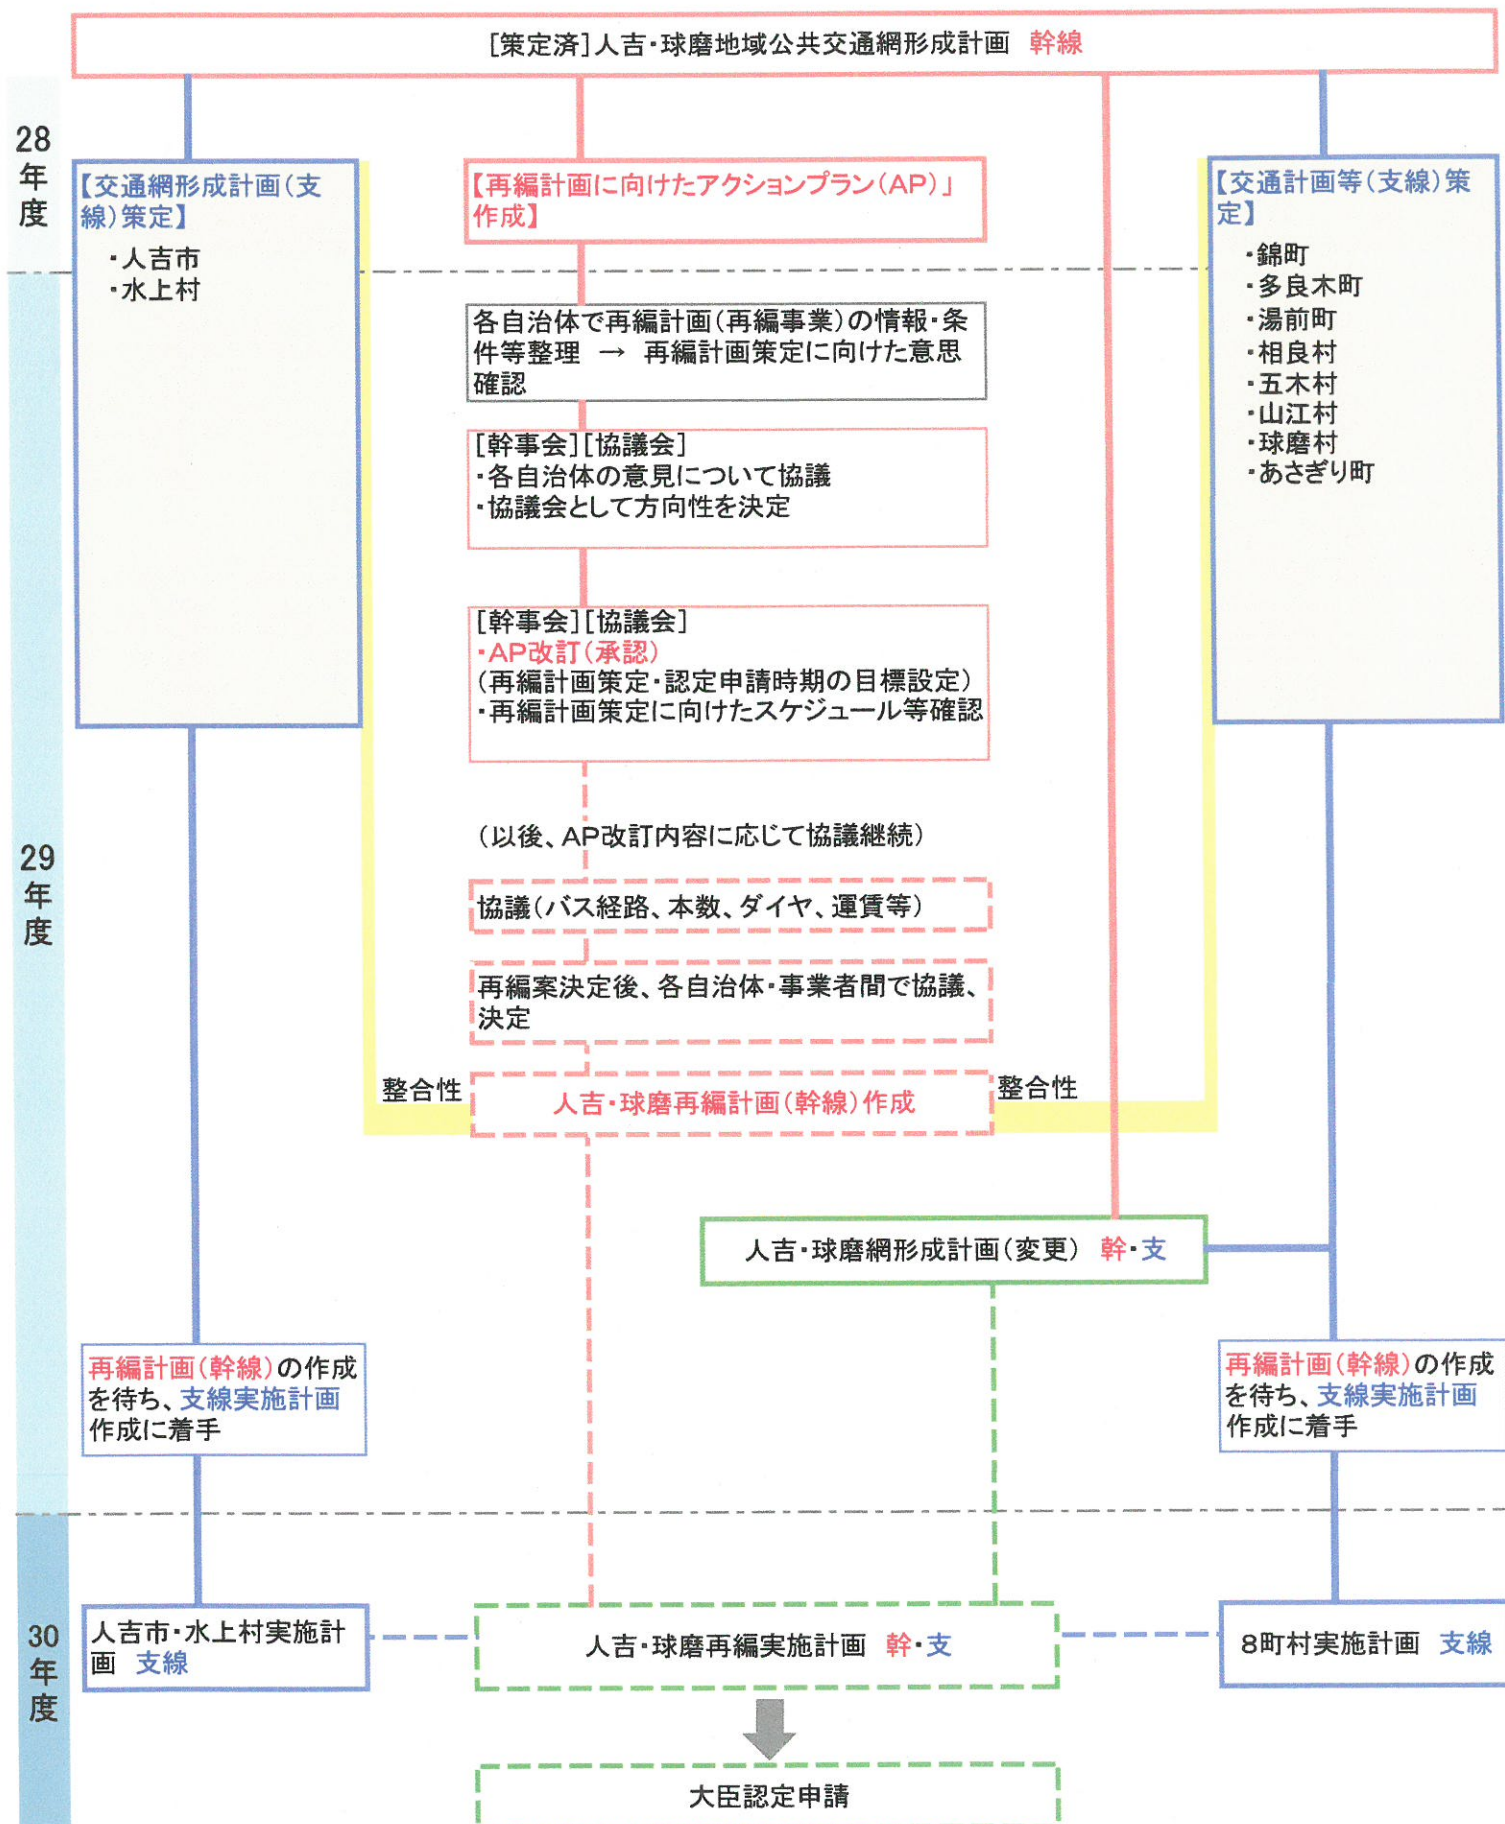 [策定済]人吉・球磨地域公共交通網形成計画 幹線
28
年
度
【交通網形成計画(支
線)策定】
・人吉市
・水上村
【再編計画に向けたアクションプラン(AP)」
作成】
【交通計画等(支線)策
定】
・錦町
・多良木町
・湯前町
・相良村
・五木村
・山江村
・球磨村
・あさぎり町
29
年
度
各自治体で再編計画(再編事業)の情報・条
件等整理 → 再編計画策定に向けた意思
確認
[幹事会][協議会]
・各自治体の意見について協議
・協議会として方向性を決定
[幹事会][協議会]
・AP改訂(承認)
(再編計画策定・認定申請時期の目標設定)
・再編計画策定に向けたスケジュール等確認
(以後、AP改訂内容に応じて協議継続)
協議(バス経路、本数、ダイヤ、運賃等)
再編案決定後、各自治体・事業者間で協議、
決定
整合性
人吉・球磨再編計画(幹線)作成
整合性
人吉・球磨網形成計画(変更) 幹・支
再編計画(幹線)の作成
を待ち、支線実施計画
作成に着手
再編計画(幹線)の作成
を待ち、支線実施計画
作成に着手
30
年
度
人吉市・水上村実施計
画 支線
人吉・球磨再編実施計画 幹・支
8町村実施計画 支線
大臣認定申請